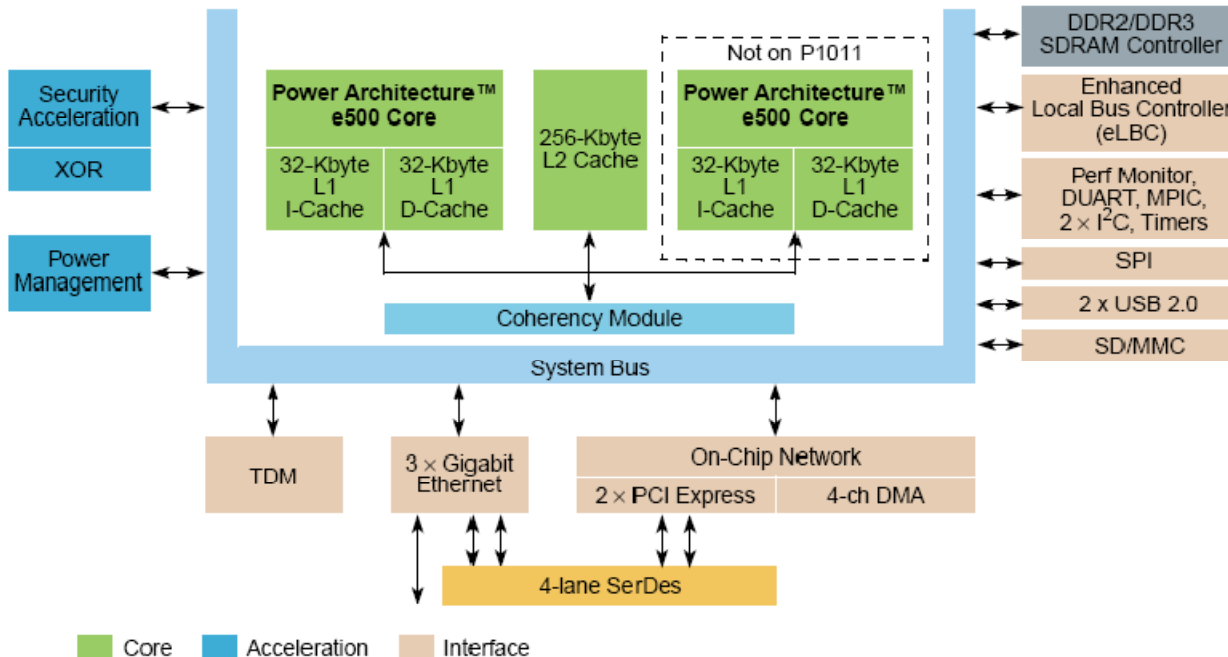 DDR2/DDR3
SDRAM Controller
Not on P1011
Security
Acceleration
XOR
Power Architecture™
e500 Core
32-Kbyte
L1
I-Cache
32-Kbyte
L1
D-Cache
256-Kbyte
L2 Cache
Power Architecture™
e500 Core
32-Kbyte
L1
I-Cache
32-Kbyte
L1
D-Cache
Enhanced
Local Bus Controller
(eLBC)
Perf Monitor,
DUART, MPIC,
2 × I²C, Timers
Power
Management
SPI
2 x USB 2.0
SD/MMC
Coherency Module
System Bus
TDM
3 × Gigabit
Ethernet
On-Chip Network
2 × PCI Express
4-ch DMA
4-lane SerDes
Core
Acceleration
Interface